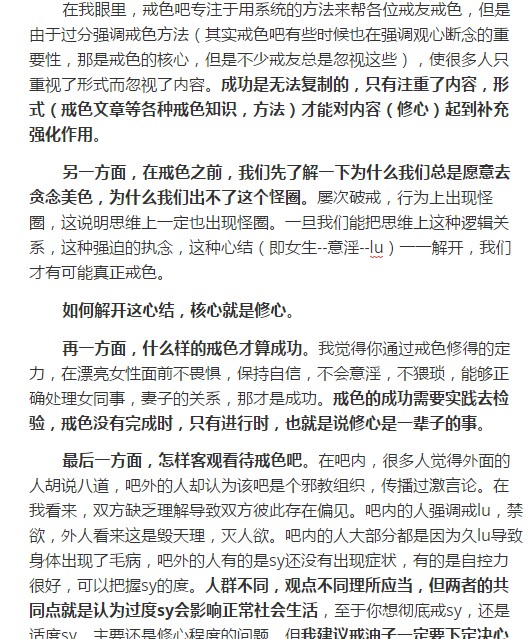 在我眼里，戒色吧专注于用系统的方法来帮各位戒友戒色，但是
由于过分强调戒色方法（其实戒色吧有些时候也在强调观心断念的重
要性，那是戒色的核心，但是不少戒友总是忽视这些），使很多人只
重视了形式而忽视了内容。成功是无法复制的，只有注重了内容，形
式（戒色文章等各种戒色知识，方法）才能对内容（修心）起到补充
强化作用。
另一方面，在戒色之前，我们先了解一下为什么我们总是愿意去
贪念美色，为什么我们出不了这个怪圈。屡次破戒，行为上出现怪
圈，这说明思维上一定也出现怪圈。一旦我们能把思维上这种逻辑关
系，这种强迫的执念，这种心结（即女生--意淫--lu）一一解开，我们
才有可能真正戒色。
如何解开这心结，核心就是修心。
再一方面，什么样的戒色才算成功。我觉得你通过戒色修得的定
力，在漂亮女性面前不畏惧，保持自信，不会意淫，不猥琐，能够正
确处理女同事，妻子的关系，那才是成功。戒色的成功需要实践去检
验，戒色没有完成时，只有进行时，也就是说修心是一辈子的事。
最后一方面，怎样客观看待戒色吧。在吧内，很多人觉得外面的
人胡说八道，吧外的人却认为该吧是个邪教组织，传播过激言论。在
我看来，双方缺乏理解导致双方彼此存在偏见。吧内的人强调戒lu，禁
欲，外人看来这是毁天理，灭人欲。吧内的人大部分都是因为久lu导致
身体出现了毛病，吧外的人有的是sy还没有出现症状，有的是自控力
很好，可以把握sy的度。人群不同，观点不同理所应当，但两者的共
同点就是认为过度sy会影响正常社会生活，至于你想彻底戒sy，还是
适度sy，主要还是修心程度的问题，但我建议戒油子一定要下定决心